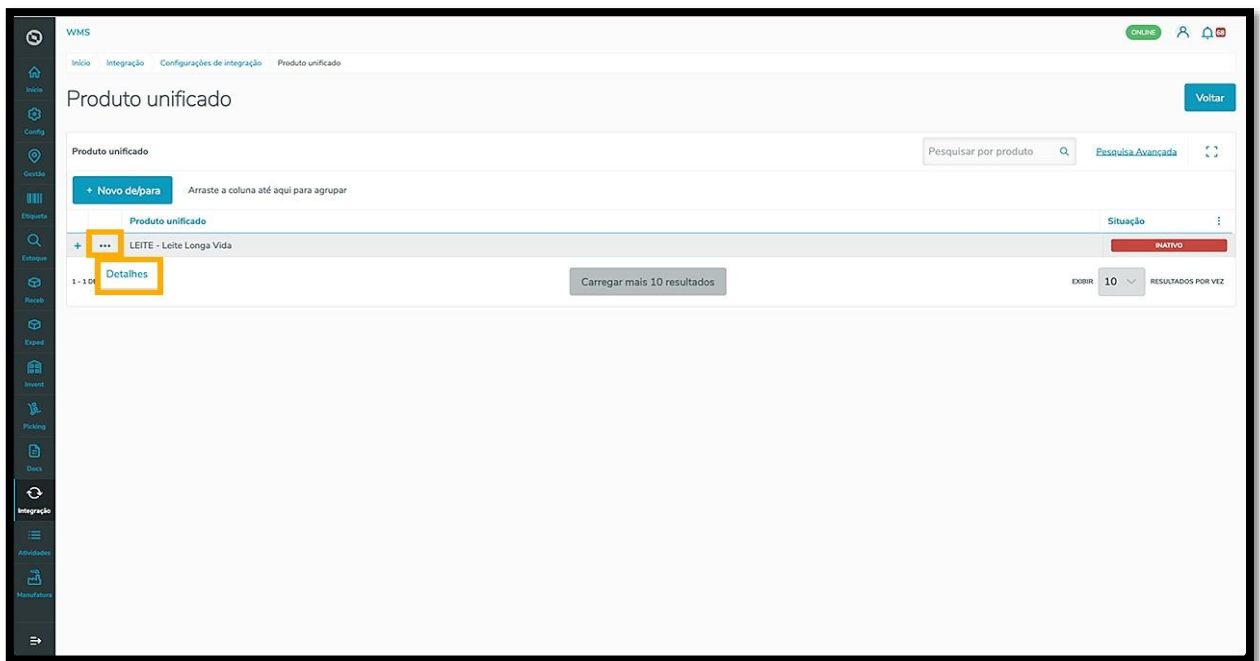 WMS
ONLINE
68
Início Integração Configurações de integração Produto unificado
Produto unificado
Voltar
Produto unificado
Pesquisar por produto
Pesquisa Avançada
+ Novo de/para
Arraste a coluna até aqui para agrupar
Produto unificado
Situação
+ ••• LEITE - Leite Longa Vida
INATIVO
Detalhes
1 - 1
Carregar mais 10 resultados
EXIBIR 10 RESULTADOS POR VEZ
Início
Config
Gestão
Etiqueta
Estoque
Receb
Exped
Invent
Picking
Docs
Integração
Atividades
Manufatura